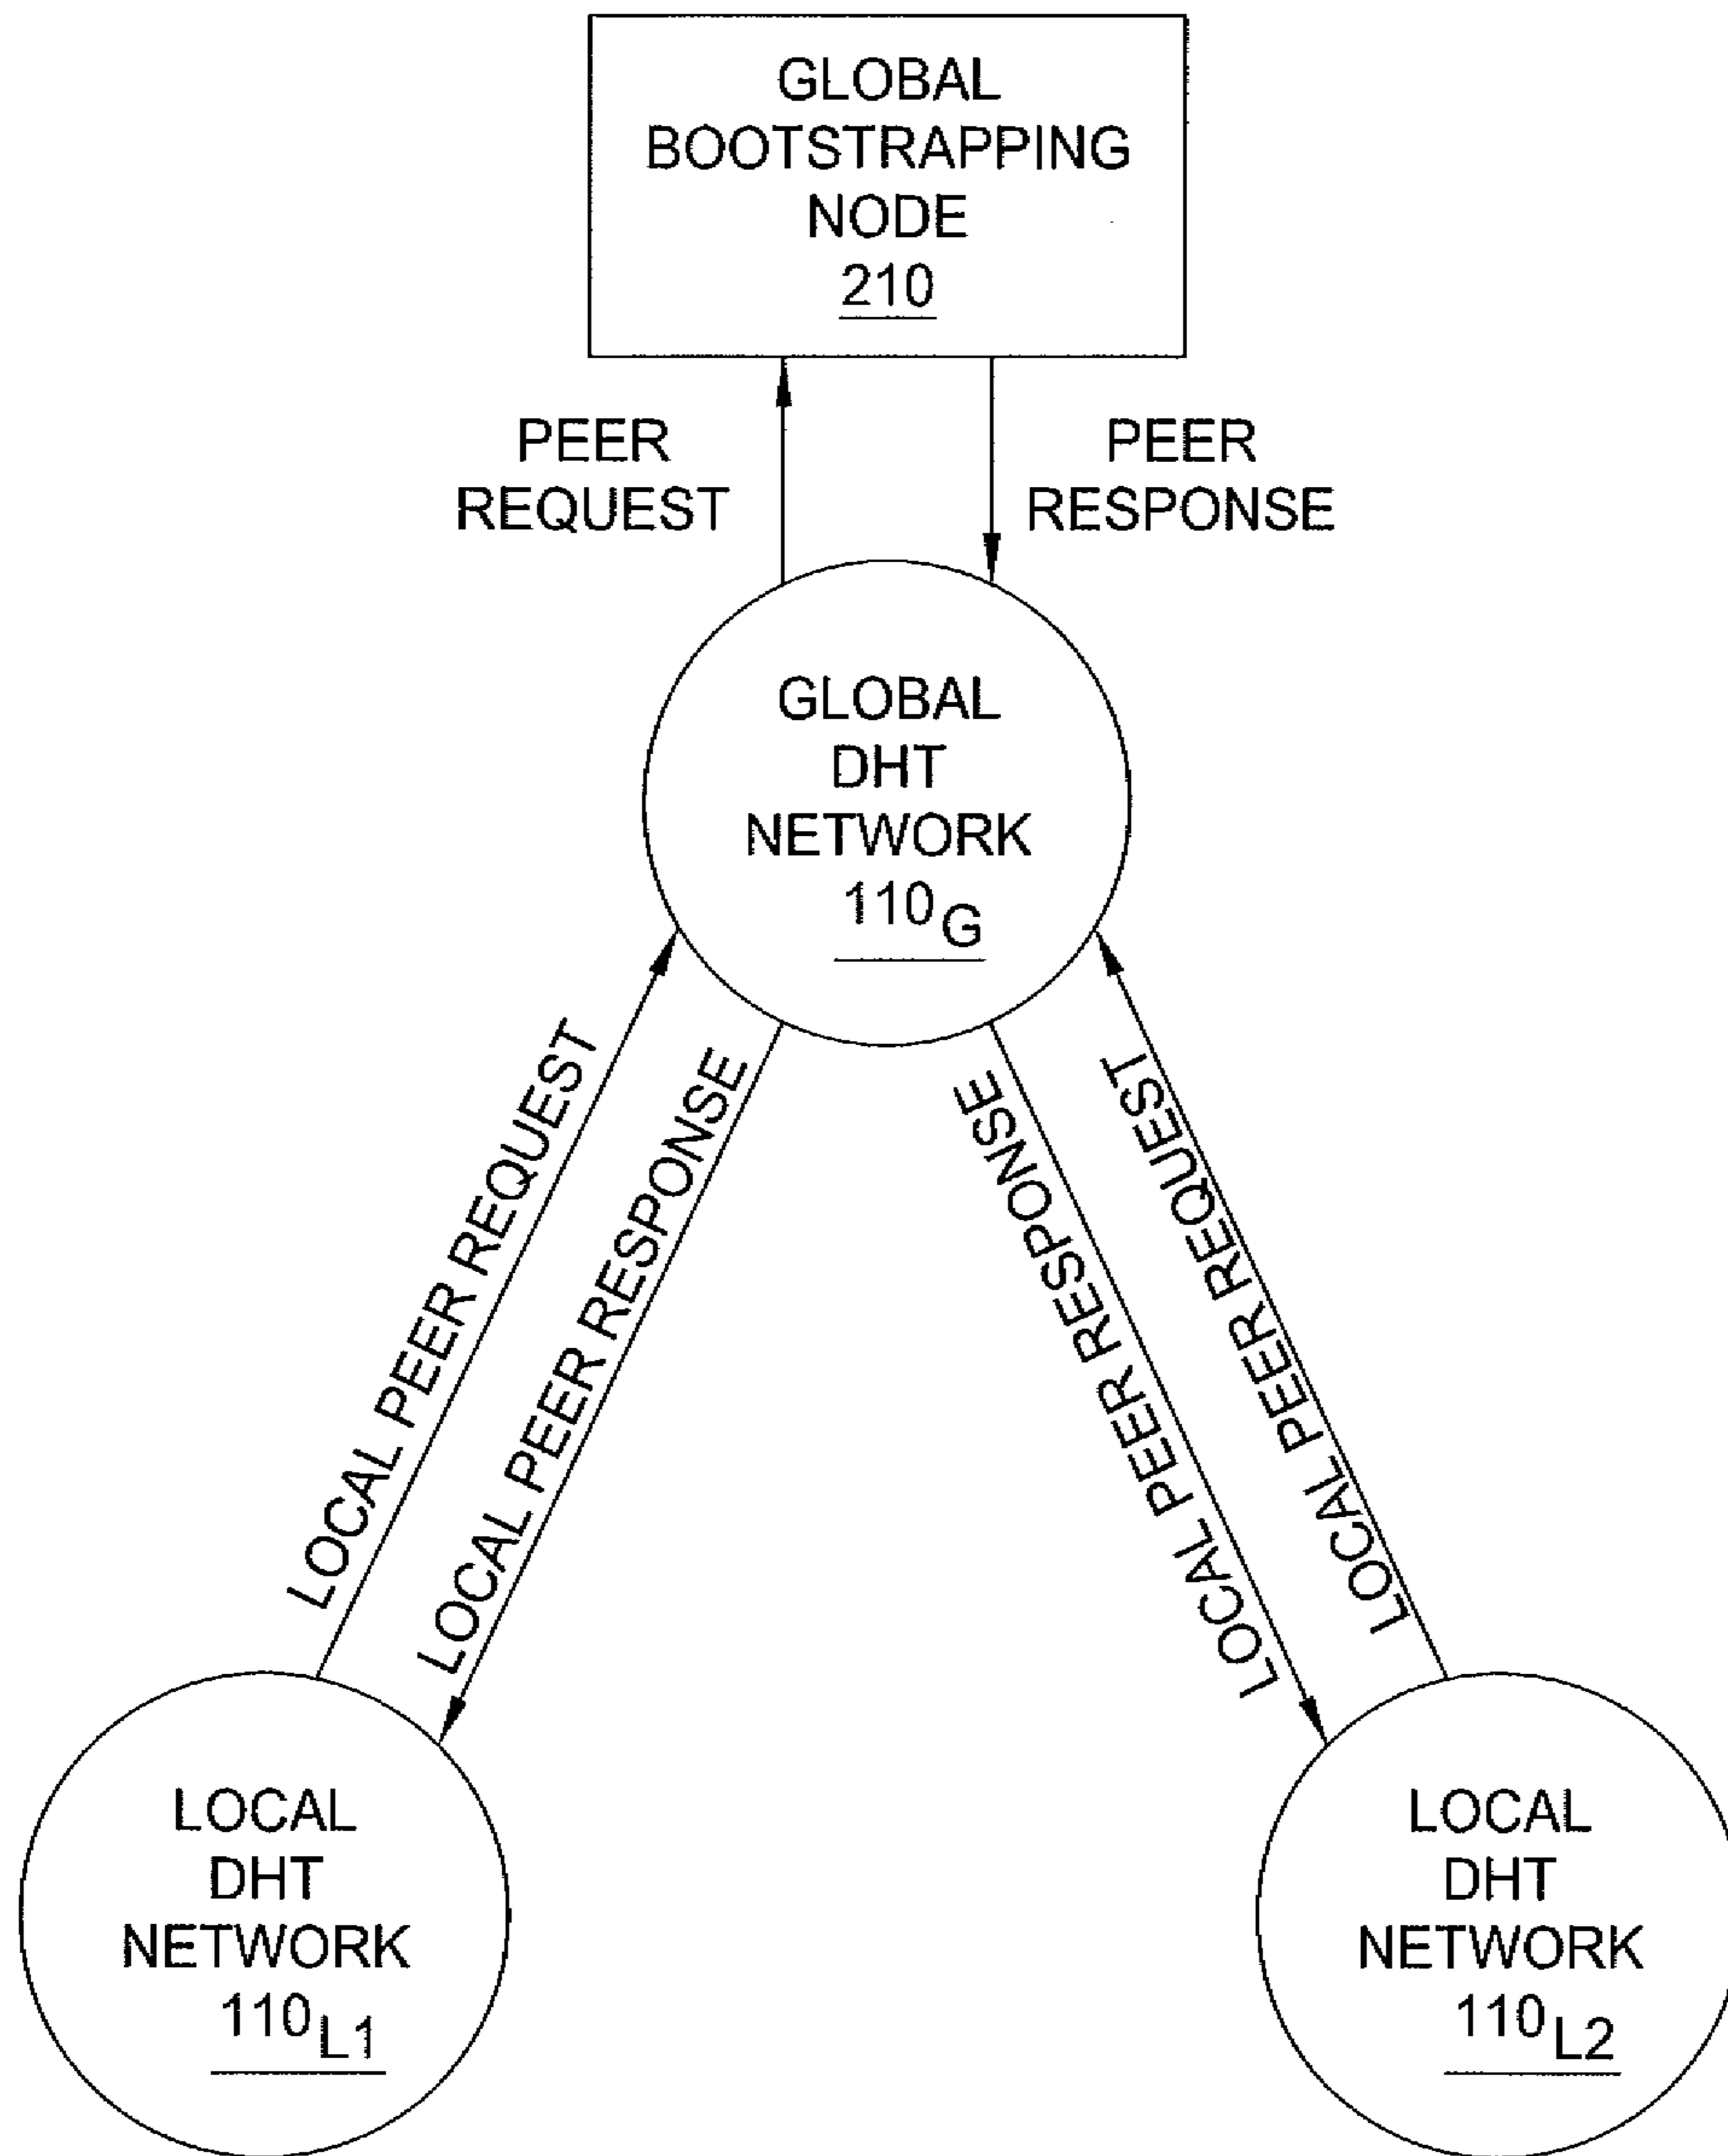 GLOBAL
BOOTSTRAPPING
NODE
210
PEER
REQUEST
PEER
RESPONSE
GLOBAL
DHT
NETWORK
110G
LOCAL PEER REQUEST
LOCAL PEER RESPONSE
LOCAL PEER RESPONSE
LOCAL PEER REQUEST
LOCAL
DHT
NETWORK
110L1
LOCAL
DHT
NETWORK
110L2